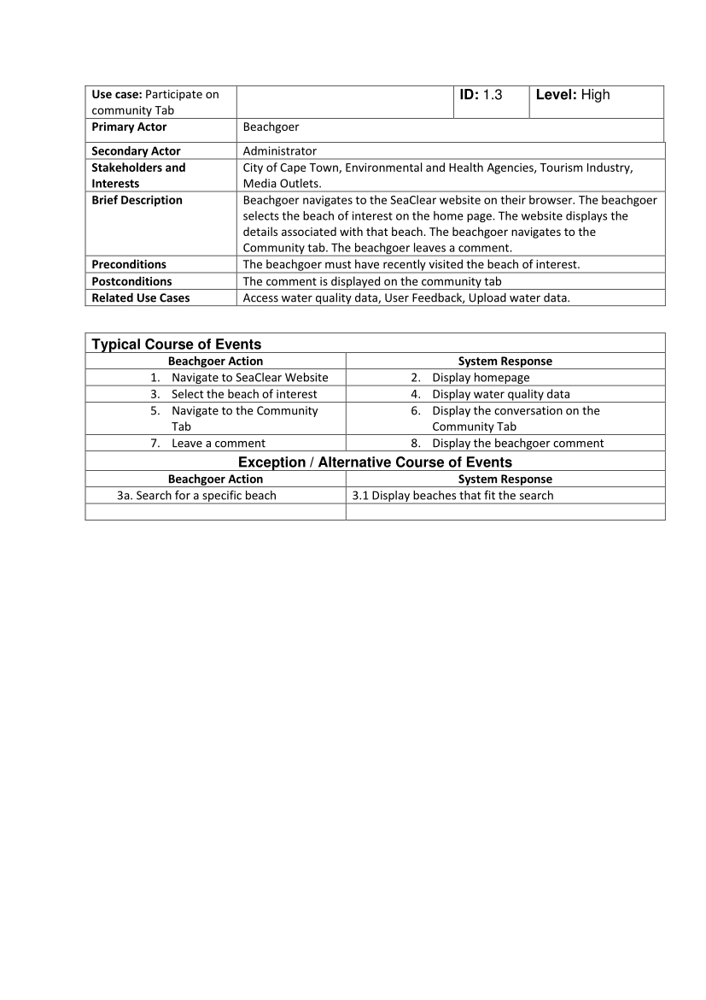 Use case: Participate on
community Tab
ID: 1.3
Level: High
Primary Actor
Beachgoer
Secondary Actor
Administrator
Stakeholders and
Interests
City of Cape Town, Environmental and Health Agencies, Tourism Industry,
Media Outlets.
Brief Description
Beachgoer navigates to the SeaClear website on their browser. The beachgoer
selects the beach of interest on the home page. The website displays the
details associated with that beach. The beachgoer navigates to the
Community tab. The beachgoer leaves a comment.
Preconditions
The beachgoer must have recently visited the beach of interest.
Postconditions
The comment is displayed on the community tab
Related Use Cases
Access water quality data, User Feedback, Upload water data.
Typical Course of Events
Beachgoer Action
System Response
1. Navigate to SeaClear Website
2. Display homepage
3. Select the beach of interest
4. Display water quality data
5. Navigate to the Community
Tab
6. Display the conversation on the
Community Tab
7. Leave a comment
8. Display the beachgoer comment
Exception / Alternative Course of Events
Beachgoer Action
System Response
3a. Search for a specific beach
3.1 Display beaches that fit the search